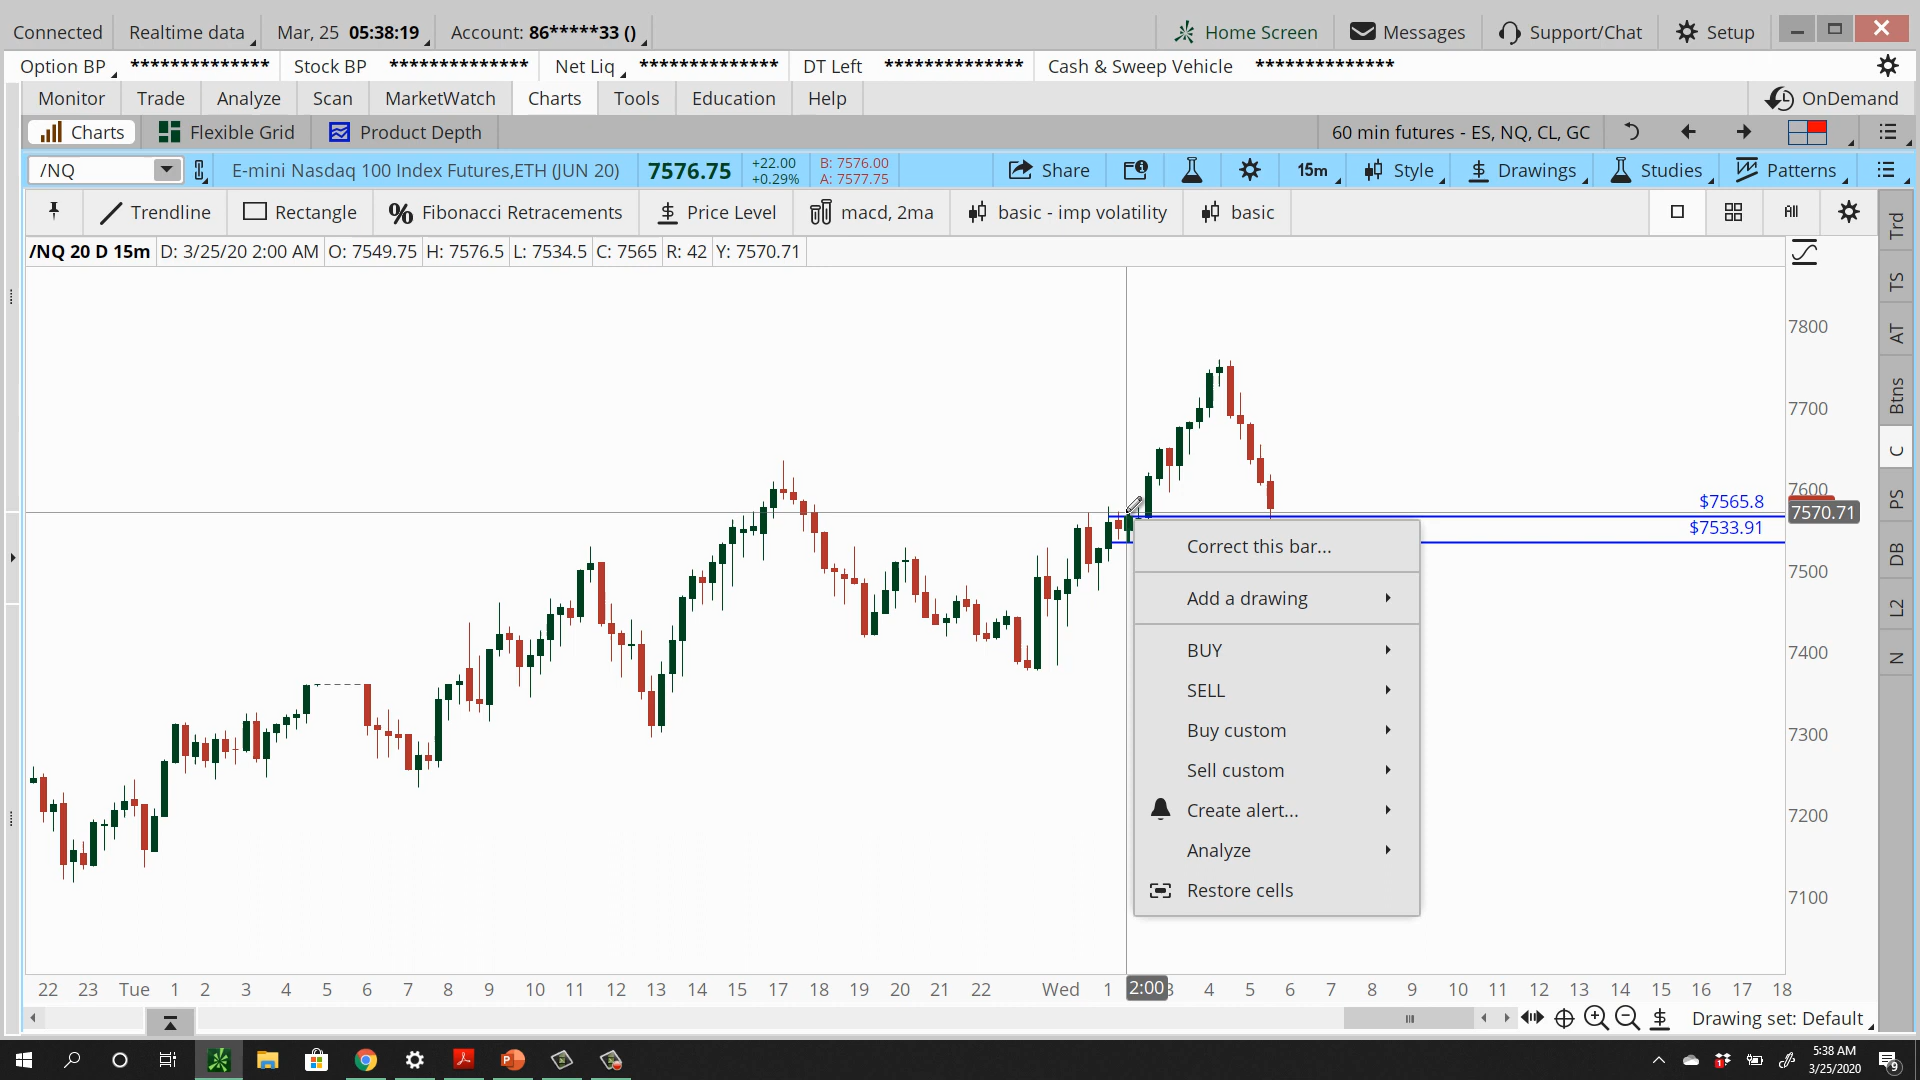 Connected Realtime data Mar, 25 05:38:19 Account: 86*****33 () Home Screen Messages Support/Chat Setup
Option BP ************** Stock BP ************** Net Liq ************** DT Left ************** Cash & Sweep Vehicle **************
Monitor Trade Analyze Scan MarketWatch Charts Tools Education Help OnDemand
Charts Flexible Grid Product Depth 60 min futures - ES, NQ, CL, GC
/NQ E-mini Nasdaq 100 Index Futures,ETH (JUN 20) 7576.75 +22.00 B: 7576.00 Share 15m Style Drawings Studies Patterns
+0.29% A: 7577.75
Trendline Rectangle Fibonacci Retracements Price Level macd, 2ma basic - imp volatility basic All
/NQ 20 D 15m D: 3/25/20 2:00 AM O: 7549.75 H: 7576.5 L: 7534.5 C: 7565 R: 42 Y: 7570.71
Trd
TS
AT
Btns
C
PS
DB
L2
N
7800
7700
7600
$7565.8
7570.71
$7533.91
7500
7400
7300
7200
7100
Correct this bar...
Add a drawing
BUY
SELL
Buy custom
Sell custom
Create alert...
Analyze
Restore cells
22 23 Tue 1 2 3 4 5 6 7 8 9 10 11 12 13 14 15 16 17 18 19 20 21 22 Wed 1 2:00 3 4 5 6 7 8 9 10 11 12 13 14 15 16 17 18
Drawing set: Default
5:38 AM
3/25/2020
9